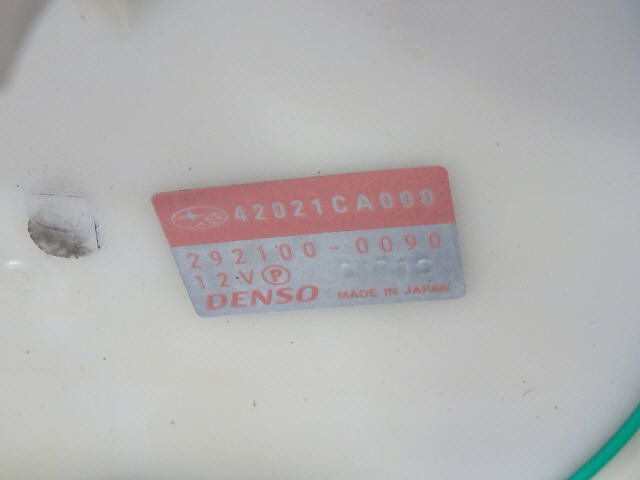 42021CA000
292100-0090
12V P
DENSO MADE IN JAPAN